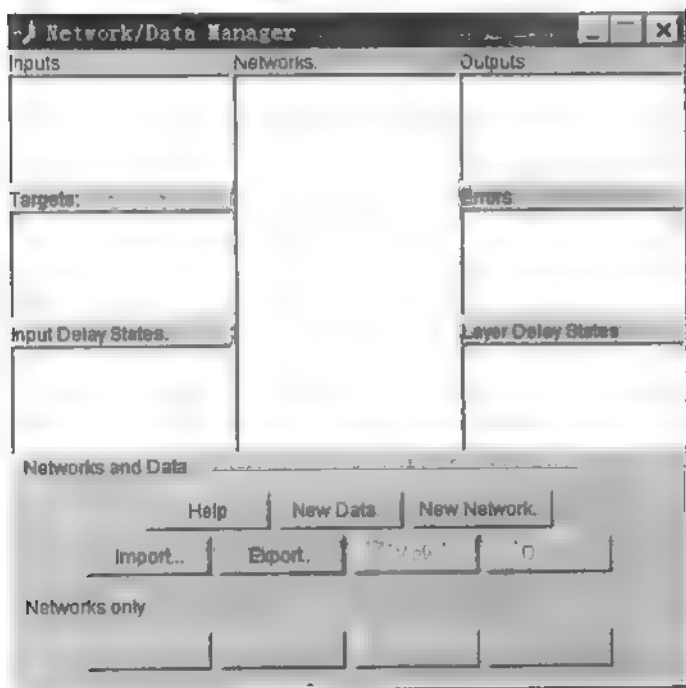 Network/Data Manager
Inputs
Networks.
Outputs
Targets:
Errors
Input Delay States.
Layer Delay States
Networks and Data
Help
New Data.
New Network..
Import...
Export..
Networks only